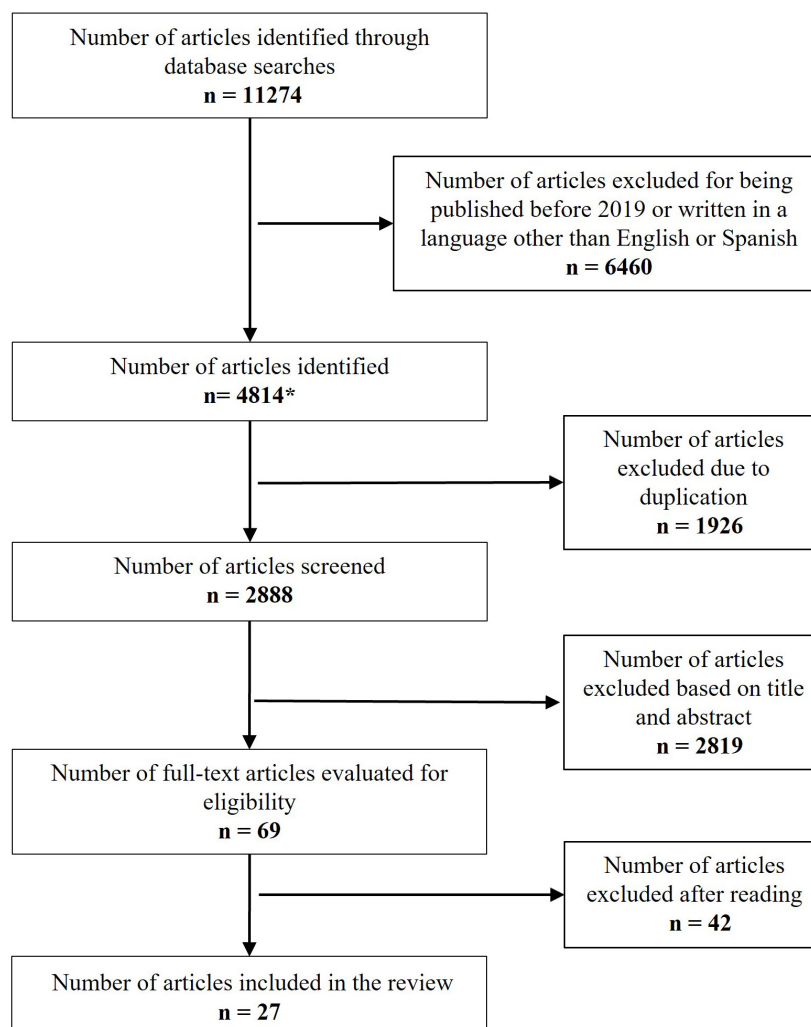 Number of articles identified through
database searches
n = 11274
Number of articles excluded for being
published before 2019 or written in a
language other than English or Spanish
n = 6460
Number of articles identified
n= 4814*
Number of articles
excluded due to
duplication
n = 1926
Number of articles screened
n = 2888
Number of articles
excluded based on title
and abstract
n = 2819
Number of full-text articles evaluated for
eligibility
n = 69
Number of articles
excluded after reading
n = 42
Number of articles included in the review
n = 27